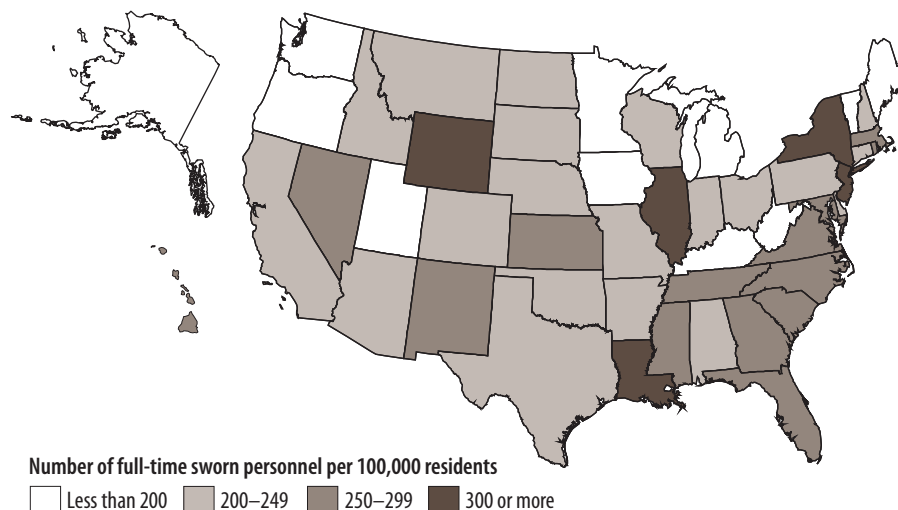 Number of full-time sworn personnel per 100,000 residents
Less than 200 200–249 250–299 300 or more